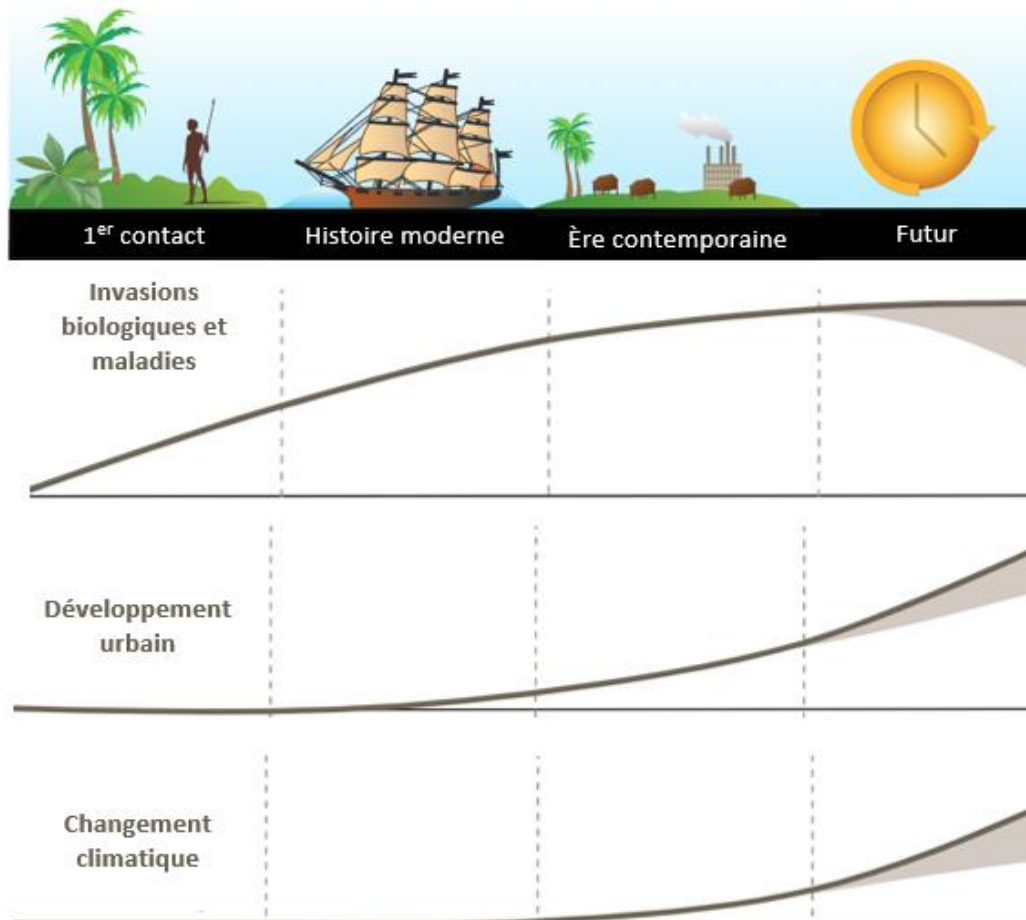 1er contact
Histoire moderne
Ère contemporaine
Futur
Invasions
biologiques et
maladies
Développement
urbain
Changement
climatique